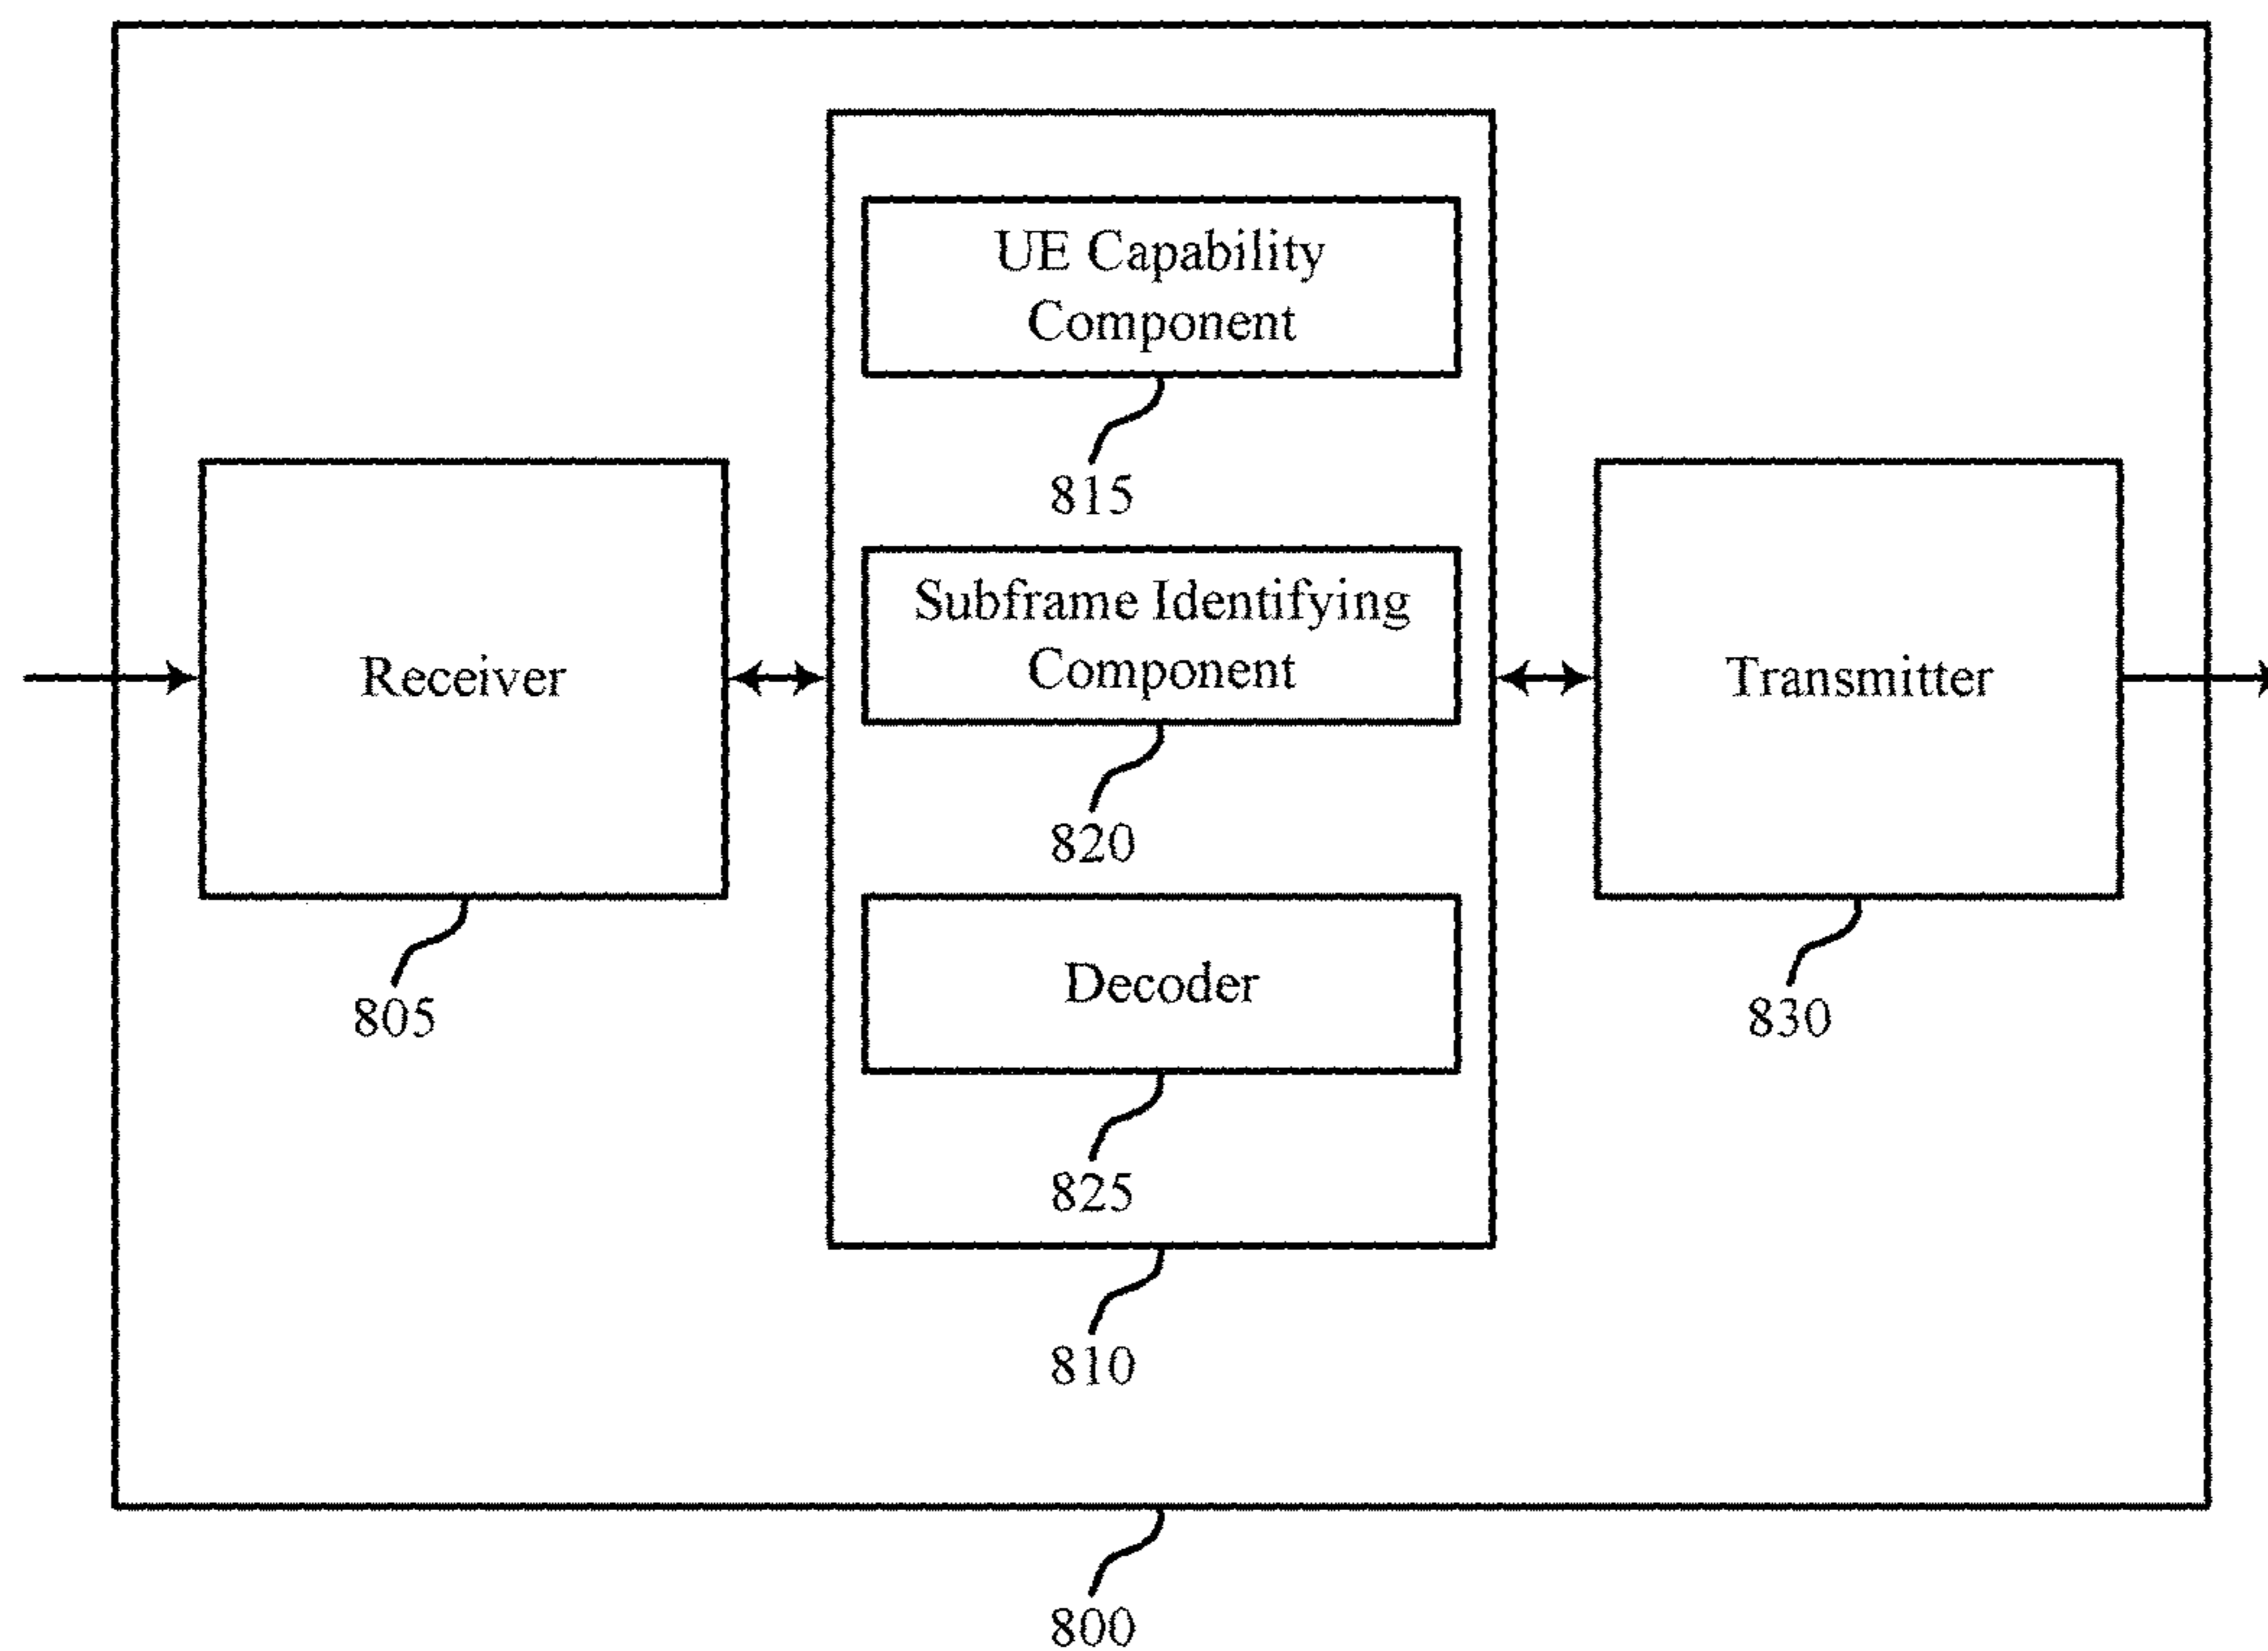 UE Capability
Component
815
Receiver
805
Subframe Identifying
Component
820
Transmitter
830
Decoder
825
810
800